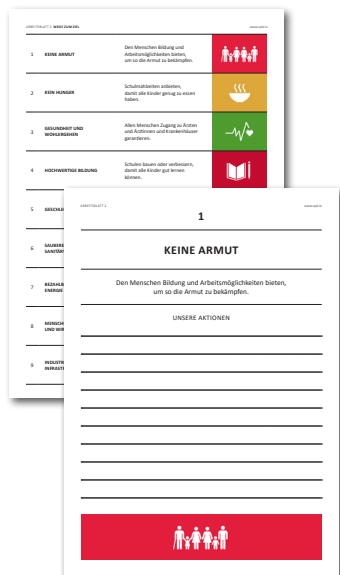 ARBEITSBLATT 2 WEGE ZUM ZIEL
1 KEINE ARMUT
Den Menschen Bildung und
Arbeitsmöglichkeiten bieten,
um so die Armut zu bekämpfen.
2 KEIN HUNGER
Schulmahlzeiten anbieten,
damit alle Kinder genug zu essen
haben.
3 GESUNDHEIT UND
WOHLERGEHEN
Allen Menschen Zugang zu Ärzten
und Ärztinnen und Krankenhäuser
garantieren.
4 HOCHWERTIGE BILDUNG
Schulen bauen oder verbessern,
damit alle Kinder gut lernen
können.
5
6
7
ENERGIE
8
UND
9
ARBEITSBLATT 2
1
KEINE ARMUT
Den Menschen Bildung und Arbeitsmöglichkeiten bieten,
um so die Armut zu bekämpfen.
UNSERE AKTIONEN